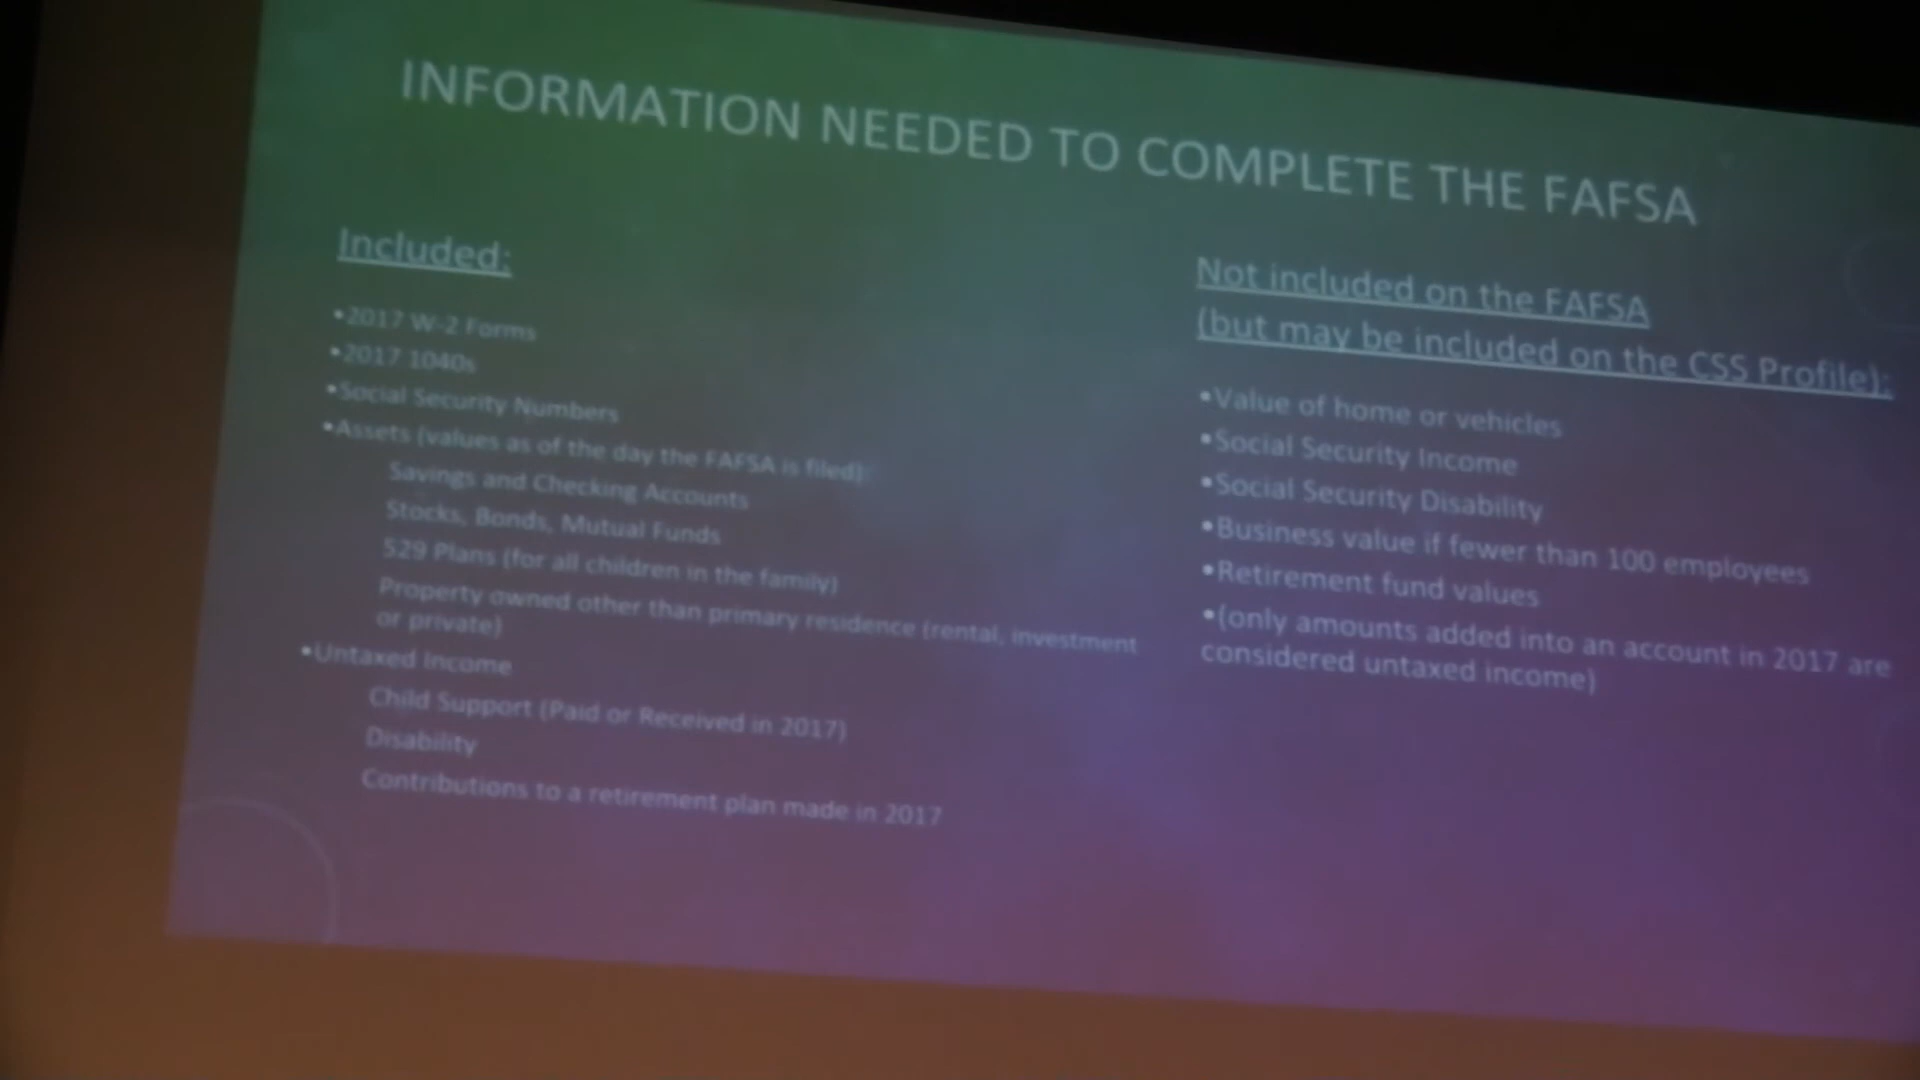 INFORMATION NEEDED TO COMPLETE THE FAFSA
Included:
•2017 W-2 Forms
•2017 1040s
•Social Security Numbers
•Assets (values as of the day the FAFSA is filed):
Savings and Checking Accounts
Stocks, Bonds, Mutual Funds
529 Plans (for all children in the family)
Property owned other than primary residence (rental, investment
or private)
•Untaxed Income
Child Support (Paid or Received in 2017)
Disability
Contributions to a retirement plan made in 2017
Not included on the FAFSA
(but may be included on the CSS Profile):
•Value of home or vehicles
•Social Security Income
•Social Security Disability
•Business value if fewer than 100 employees
•Retirement fund values
•(only amounts added into an account in 2017 are
considered untaxed income)